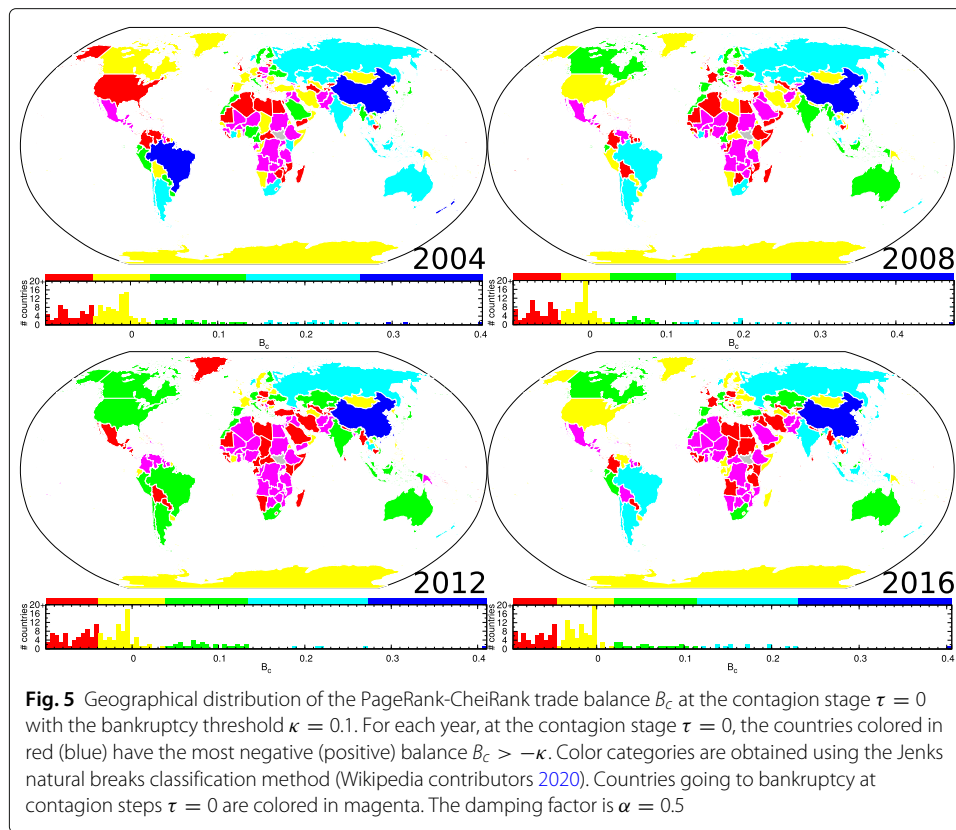 2004
2008
20+
16
12
8
4
0
# countries
0 0.1 0.2 0.3 0.4
B_c
20+
16
12
8
4
0
# countries
0 0.1 0.2 0.3 0.4
B_c
2012
2016
20+
16
12
8
4
0
# countries
0 0.1 0.2 0.3 0.4
B_c
20+
16
12
8
4
0
# countries
0 0.1 0.2 0.3 0.4
B_c
Fig. 5 Geographical distribution of the PageRank-CheiRank trade balance B_c at the contagion stage τ = 0
with the bankruptcy threshold κ = 0.1. For each year, at the contagion stage τ = 0, the countries colored in
red (blue) have the most negative (positive) balance B_c > −κ. Color categories are obtained using the Jenks
natural breaks classification method (Wikipedia contributors 2020). Countries going to bankruptcy at
contagion steps τ = 0 are colored in magenta. The damping factor is α = 0.5